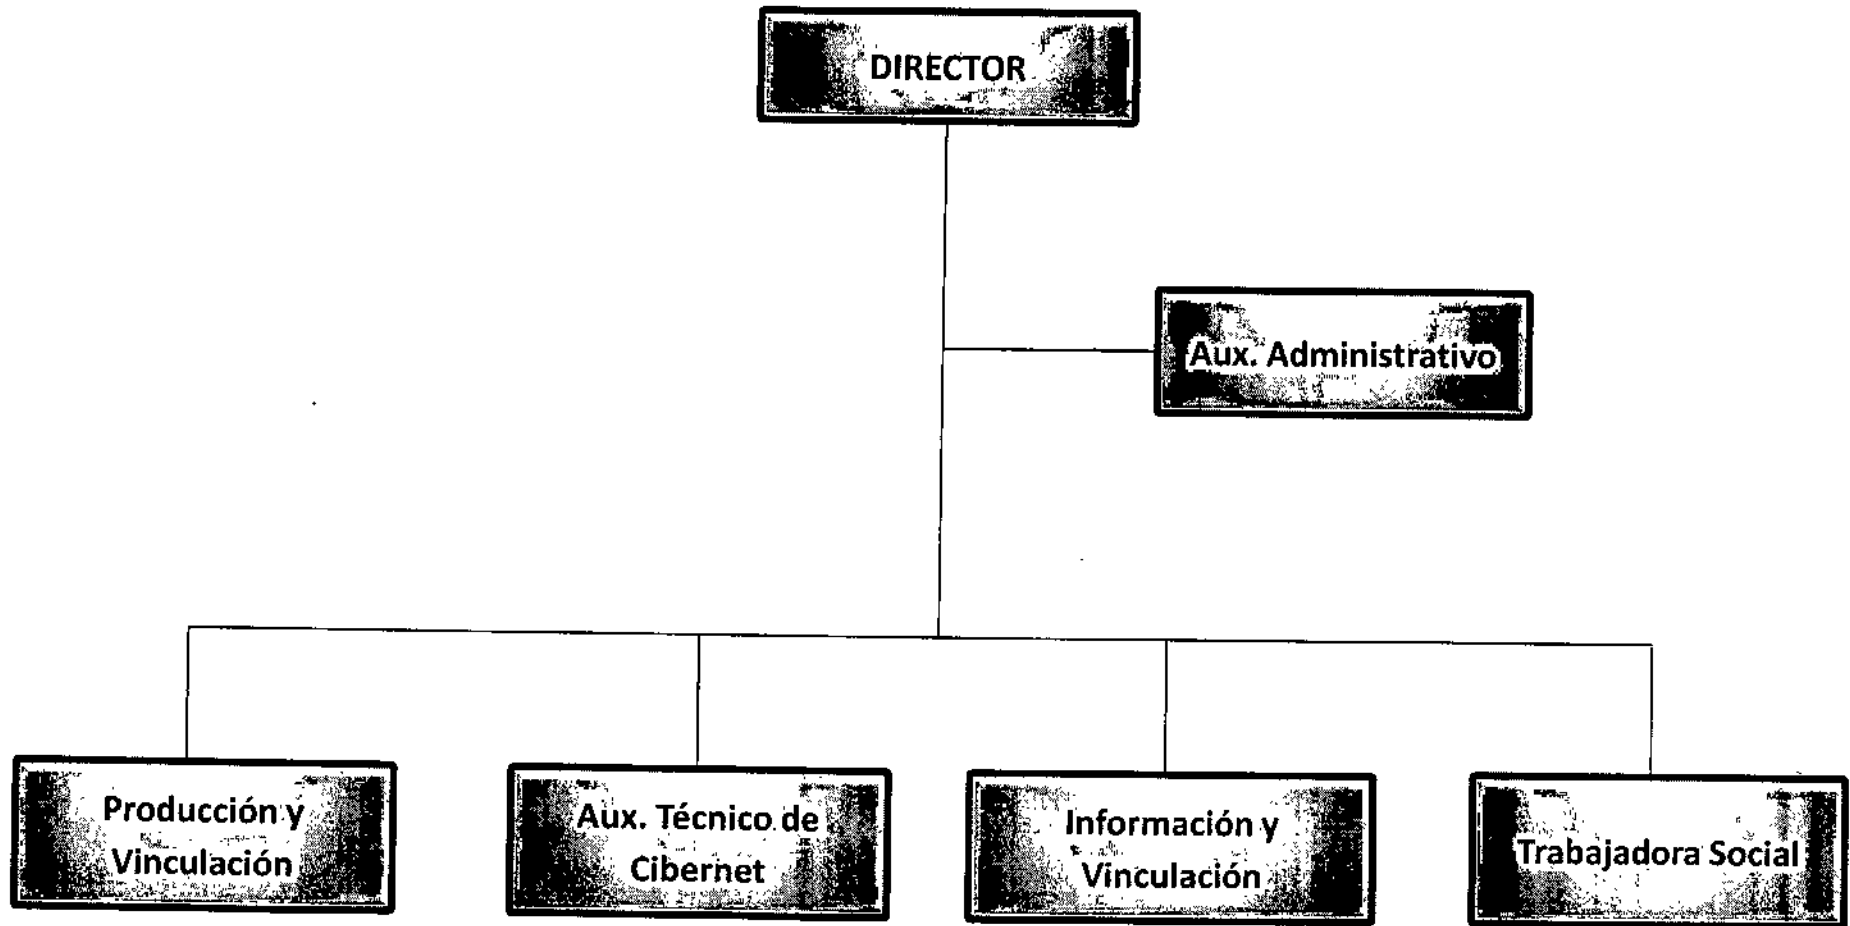 DIRECTOR
Aux. Administrativo
Producción y
Vinculación
Aux. Técnico de
Cibernet
Información y
Vinculación
Trabajadora Social